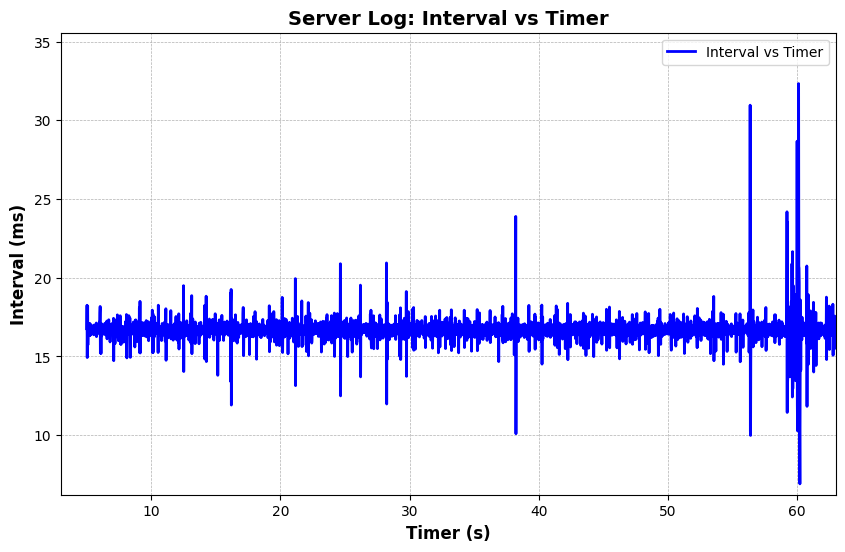 Server Log: Interval vs Timer
Interval vs Timer
35
30
25
20
15
10
Interval (ms)
10 20 30 40 50 60
Timer (s)